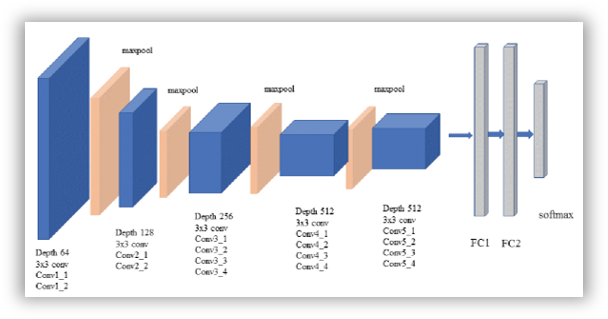 maxpool
maxpool
maxpool
maxpool
Depth 64
3x3 conv
Conv1_1
Conv1_2
Depth 128
3x3 conv
Conv2_1
Conv2_2
Depth 256
3x3 conv
Conv3_1
Conv3_2
Conv3_3
Conv3_4
Depth 512
3x3 conv
Conv4_1
Conv4_2
Conv4_3
Conv4_4
Depth 512
3x3 conv
Conv5_1
Conv5_2
Conv5_3
Conv5_4
FC1
FC2
softmax